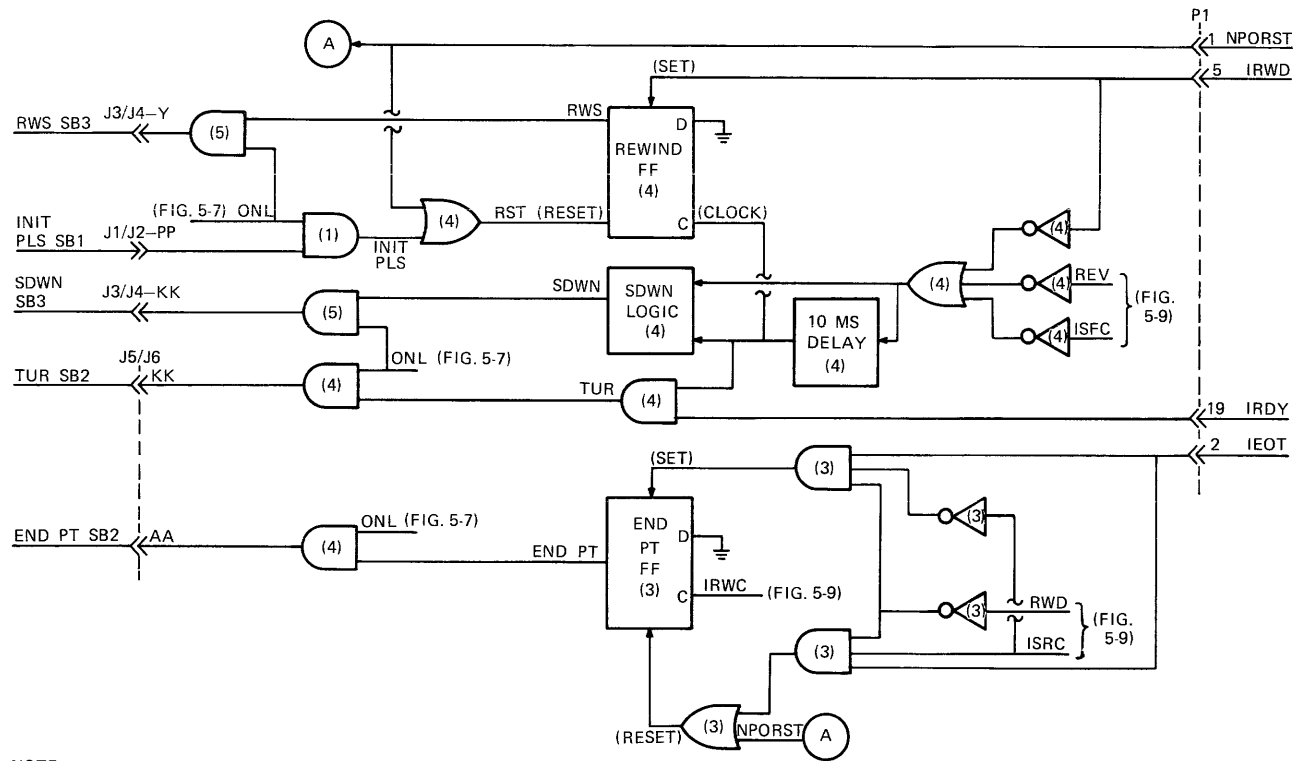 P1
A
1 NPORST
(SET)
5 IRWD
J3/J4-Y
RWS SB3
(5)
RWS
D
REWIND
FF
(4)
C
(CLOCK)
(FIG. 5-7) ONL
INIT
PLS SB1
J1/J2-PP
(1)
INIT
PLS
(4)
RST (RESET)
(4)
(4)
REV
(4)
ISFC
(4)
(FIG.
5-9)
SDWN
SB3
J3/J4-KK
(5)
SDWN
SDWN
LOGIC
(4)
10 MS
DELAY
(4)
ONL (FIG. 5-7)
J5/J6
TUR SB2
KK
(4)
TUR
(4)
19 IRDY
2 IEOT
(SET)
(3)
(3)
END PT SB2
AA
(4)
ONL (FIG. 5-7)
END PT
END
PT
FF
(3)
D
C
IRWC
(FIG. 5-9)
(3)
RWD
ISRC
(FIG.
5-9)
(3)
(RESET)
(3)
NPORST
A